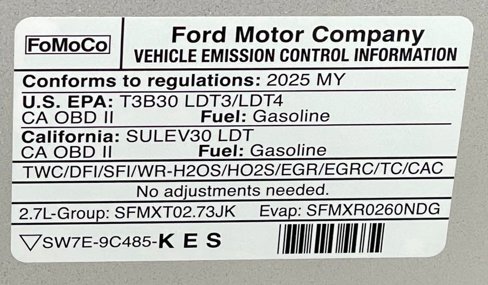 FoMoCo
Ford Motor Company
VEHICLE EMISSION CONTROL INFORMATION
Conforms to regulations: 2025 MY
U.S. EPA: T3B30 LDT3/LDT4
CA OBD II Fuel: Gasoline
California: SULEV30 LDT
CA OBD II Fuel: Gasoline
TWC/DFI/SFI/WR-H2OS/HO2S/EGR/EGRC/TC/CAC
No adjustments needed.
2.7L-Group: SFMXT02.73JK Evap: SFMXR0260NDG
▽SW7E-9C485-KES